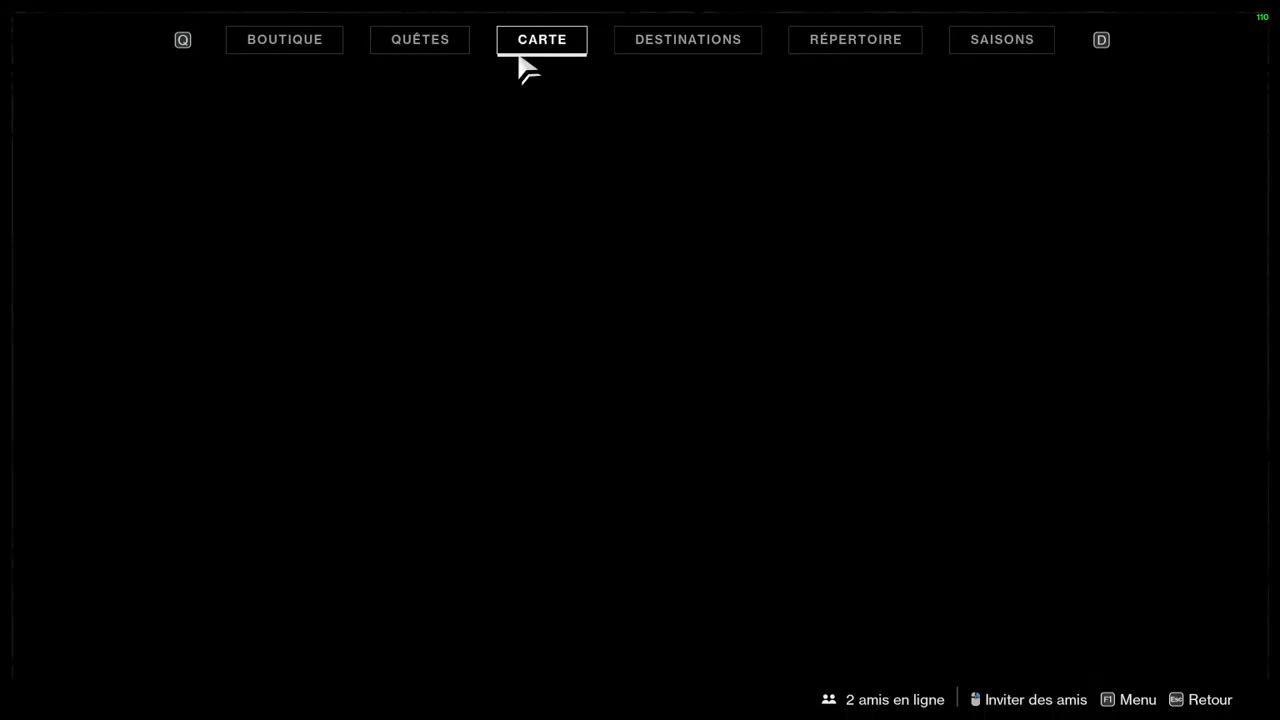 110
Q BOUTIQUE QUÊTES CARTE DESTINATIONS RÉPERTOIRE SAISONS D
2 amis en ligne Inviter des amis F1 Menu Esc Retour